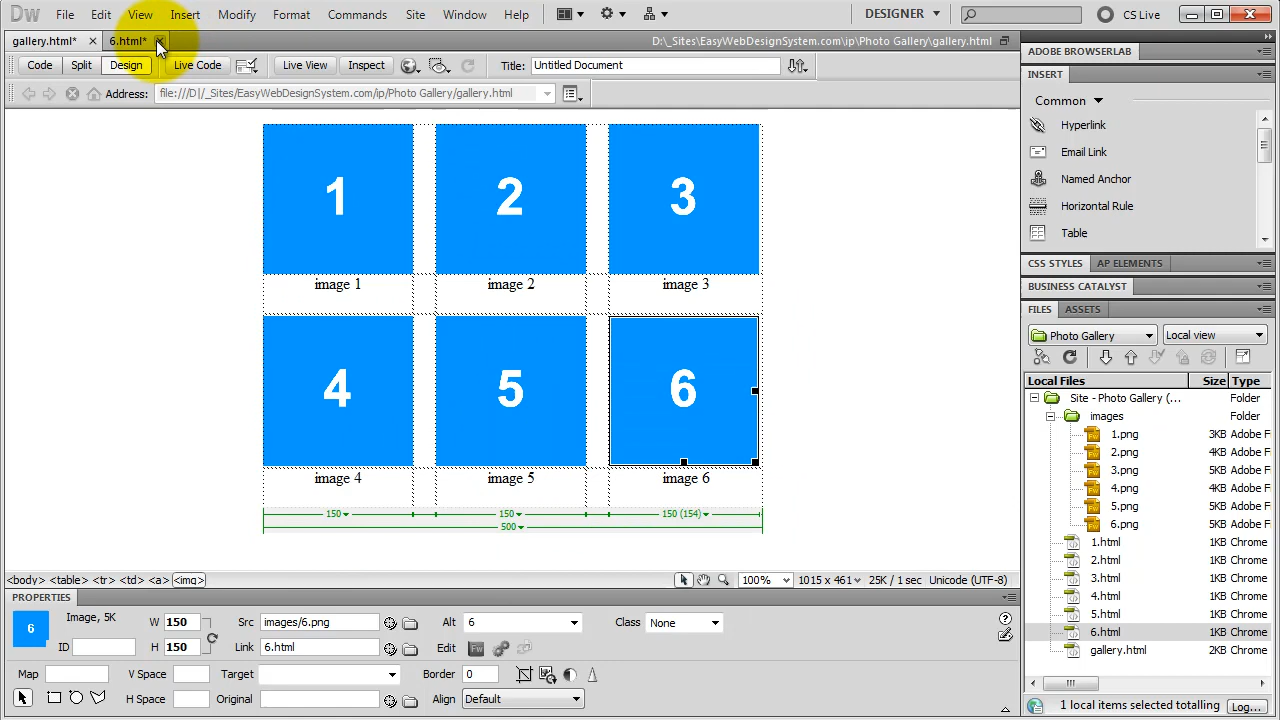 Dw File Edit View Insert Modify Format Commands Site Window Help DESIGNER CS Live
gallery.html* 6.html* D:\_Sites\EasyWebDesignSystem.com\ip\Photo Gallery\gallery.html
Code Split Design Live Code Live View Inspect Title: Untitled Document
Address: file:///D|/_Sites/EasyWebDesignSystem.com/ip/Photo Gallery/gallery.html
1 2 3
image 1 image 2 image 3
4 5 6
image 4 image 5 image 6
150 150 150 (154)
500
<body> <table> <tr> <td> <a> <img> 100% 1015 x 461 25K / 1 sec Unicode (UTF-8)
PROPERTIES
6 Image, 5K W 150 Src images/6.png Alt 6 Class None
ID H 150 Link 6.html Edit Fw
Map V Space Target Border 0
H Space Original Align Default
ADOBE BROWSERLAB
INSERT
Common
Hyperlink
Email Link
Named Anchor
Horizontal Rule
Table
CSS STYLES AP ELEMENTS
BUSINESS CATALYST
FILES ASSETS
Photo Gallery Local view
Local Files Size Type
Site - Photo Gallery (... Folder
images Folder
1.png 3KB Adobe Fi
2.png 4KB Adobe Fi
3.png 5KB Adobe Fi
4.png 4KB Adobe Fi
5.png 5KB Adobe Fi
6.png 5KB Adobe Fi
1.html 1KB Chrome
2.html 1KB Chrome
3.html 1KB Chrome
4.html 1KB Chrome
5.html 1KB Chrome
6.html 1KB Chrome
gallery.html 2KB Chrome
1 local items selected totalling Log...